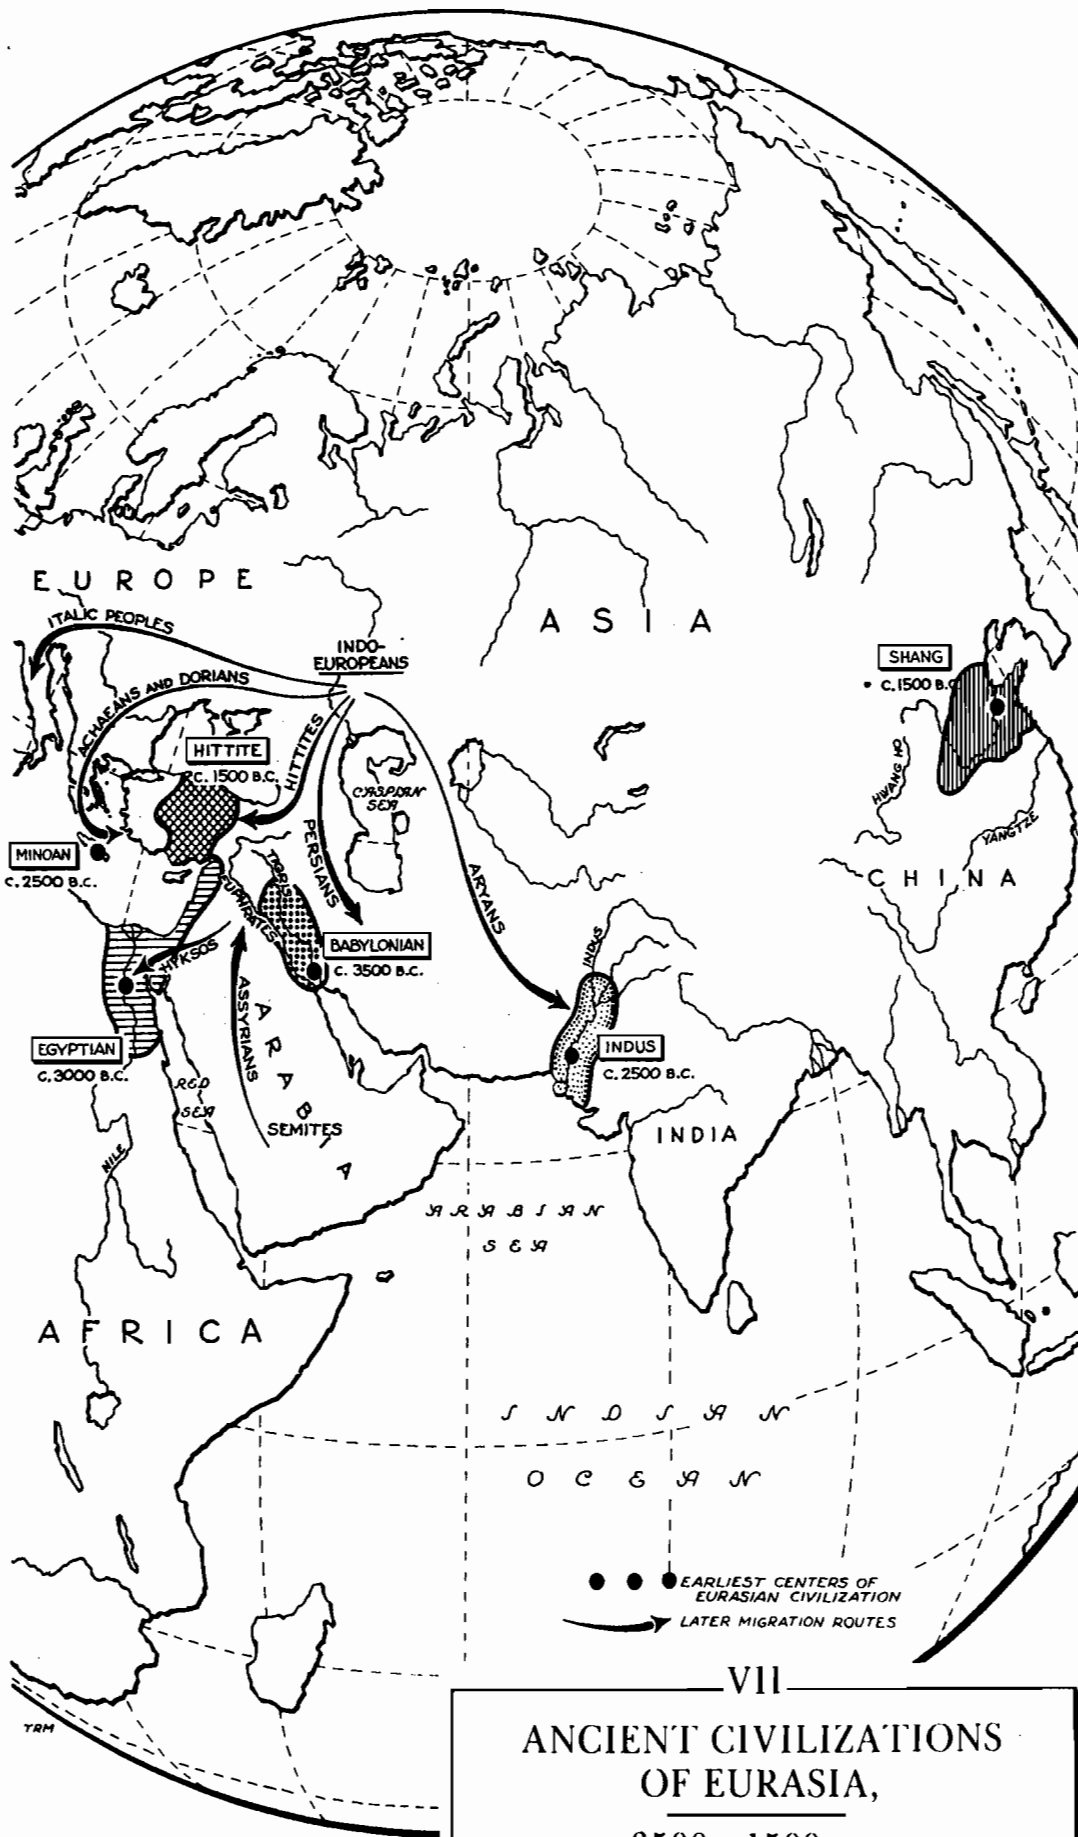 EUROPE
ASIA
ITALIC PEOPLES
INDO-
EUROPEANS
ACHAEANS AND DORIANS
SHANG
C. 1500 B.C.
HITTITE
C. 1500 B.C.
HITTITES
CASPIAN
SEA
HWANG HO
YANGTZE
MINOAN
C. 2500 B.C.
PERSIANS
ARYANS
CHINA
TIGRIS
EUPHRATES
HYKSOS
BABYLONIAN
C. 3500 B.C.
INDUS
ASSYRIANS
ARABIA
EGYPTIAN
C. 3000 B.C.
INDUS
C. 2500 B.C.
RED
SEA
SEMITES
INDIA
NILE
ARABIAN
SEA
AFRICA
INDIAN
OCEAN
EARLIEST CENTERS OF
EURASIAN CIVILIZATION
LATER MIGRATION ROUTES
VII
TRM
ANCIENT CIVILIZATIONS
OF EURASIA,